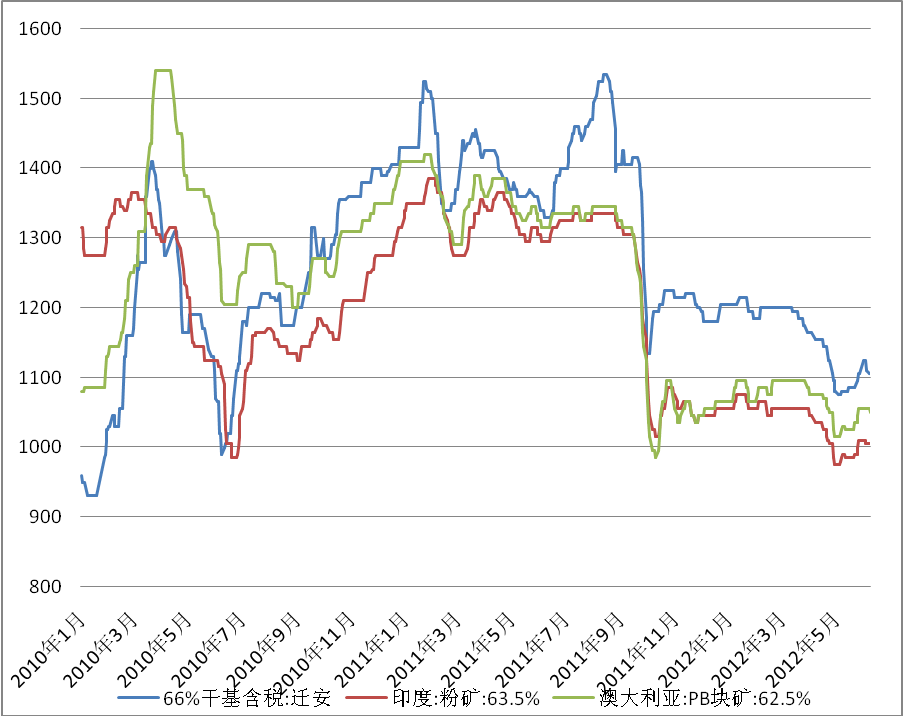 1600
1500
1400
1300
1200
1100
1000
900
800
2010年1月
2010年3月
2010年5月
2010年7月
2010年9月
2010年11月
2011年1月
2011年3月
2011年5月
2011年7月
2011年9月
2011年11月
2012年1月
2012年3月
2012年5月
66%干基含税:迁安
印度:粉矿:63.5%
澳大利亚:PB块矿:62.5%